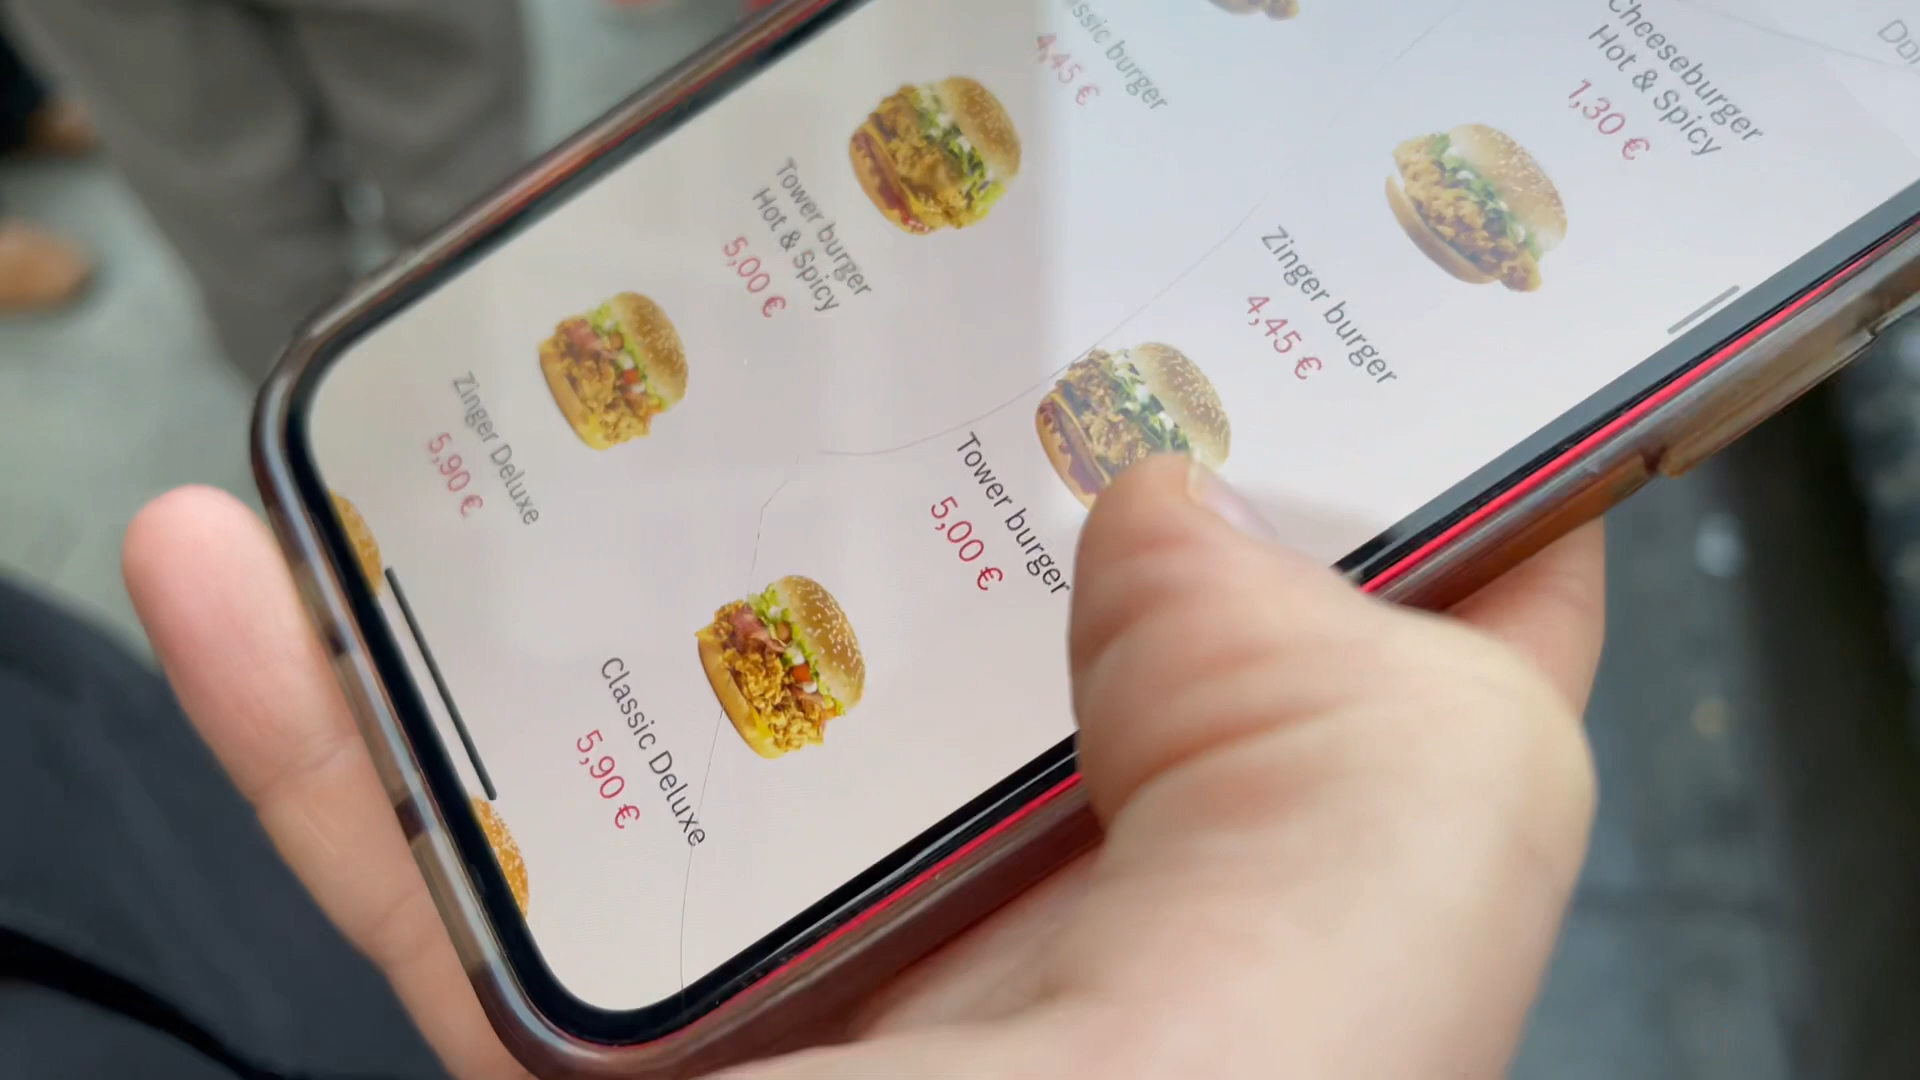 Cheeseburger
Hot & Spicy
1,30 €
burger
4,45 €
Zinger burger
4,45 €
Tower burger
Hot & Spicy
5,00 €
Tower burger
5,00 €
Zinger Deluxe
5,90 €
Classic Deluxe
5,90 €